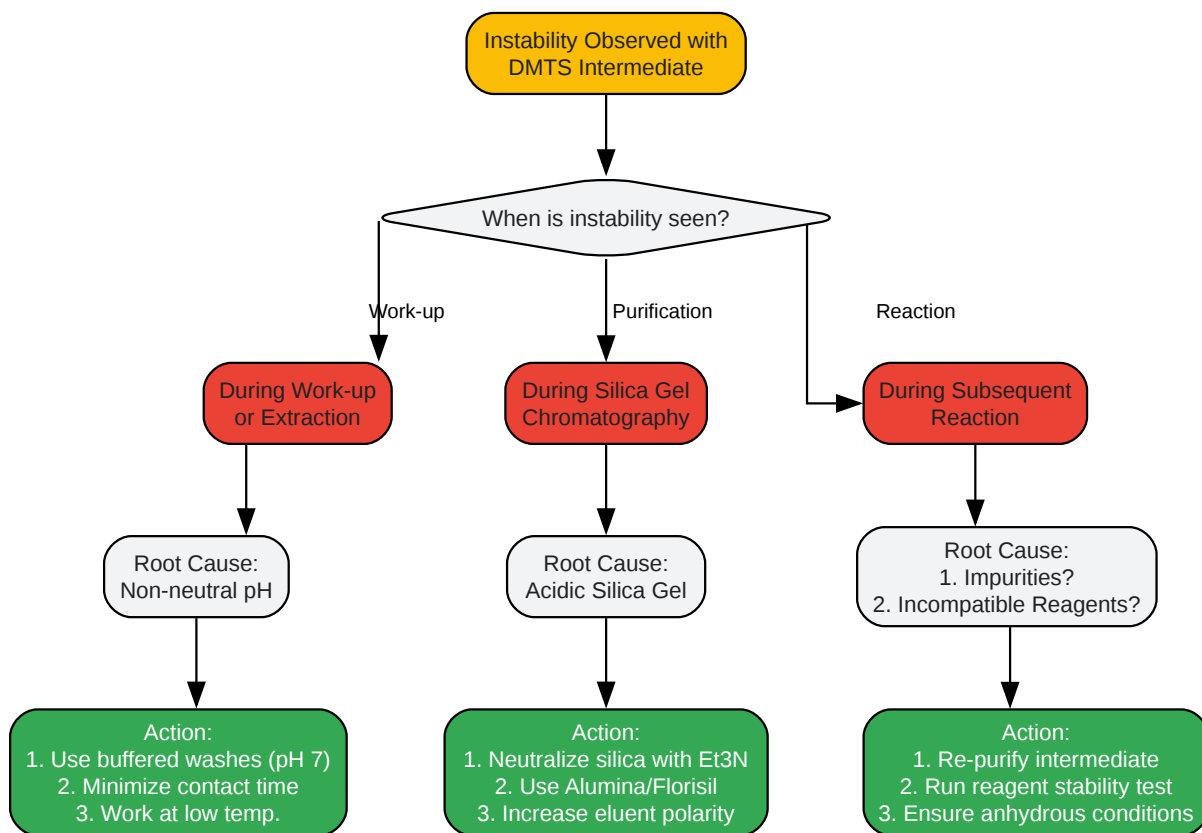 Instability Observed with
DMTS Intermediate
When is instability seen?
Work-up
Purification
Reaction
During Work-up
or Extraction
During Silica Gel
Chromatography
During Subsequent
Reaction
Root Cause:
Non-neutral pH
Root Cause:
Acidic Silica Gel
Root Cause:
1. Impurities?
2. Incompatible Reagents?
Action:
1. Use buffered washes (pH 7)
2. Minimize contact time
3. Work at low temp.
Action:
1. Neutralize silica with Et3N
2. Use Alumina/Florisil
3. Increase eluent polarity
Action:
1. Re-purify intermediate
2. Run reagent stability test
3. Ensure anhydrous conditions